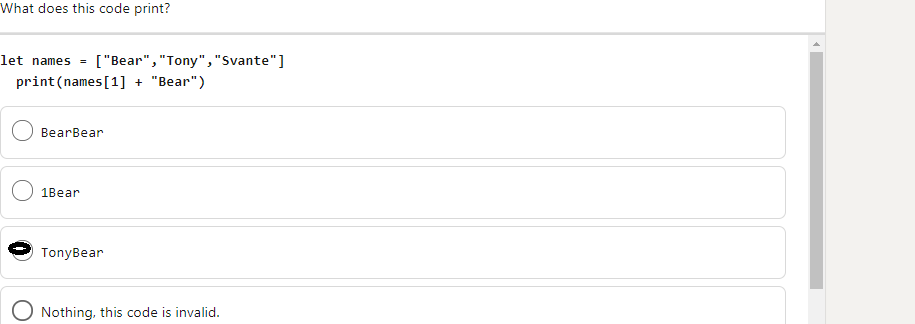 What does this code print?
let names = ["Bear","Tony","Svante"]
print(names[1] + "Bear")
BearBear
1Bear
TonyBear
Nothing, this code is invalid.